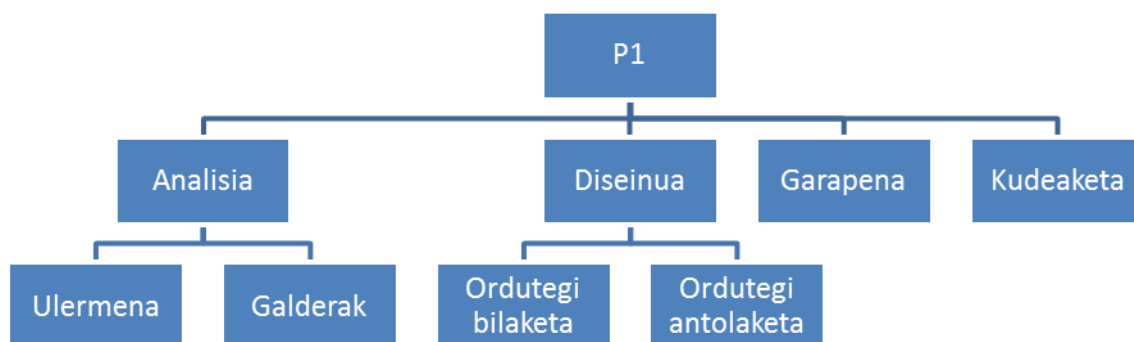 P1
Analisia
Diseinua
Garapena
Kudeaketa
Ulermena
Galderak
Ordutegi
bilaketa
Ordutegi
antolaketa